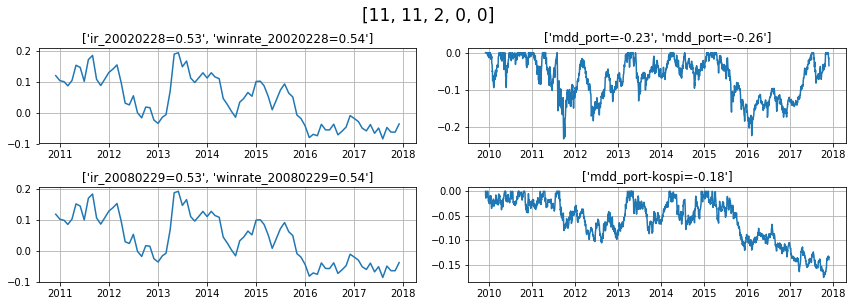 [11, 11, 2, 0, 0]
['ir_20020228=0.53', 'winrate_20020228=0.54']
0.2
0.1
0.0
−0.1
2011 2012 2013 2014 2015 2016 2017 2018
['mdd_port=-0.23', 'mdd_port=-0.26']
0.0
−0.1
−0.2
2010 2011 2012 2013 2014 2015 2016 2017 2018
['ir_20080229=0.53', 'winrate_20080229=0.54']
0.2
0.1
0.0
−0.1
2011 2012 2013 2014 2015 2016 2017 2018
['mdd_port-kospi=-0.18']
0.00
−0.05
−0.10
−0.15
2010 2011 2012 2013 2014 2015 2016 2017 2018